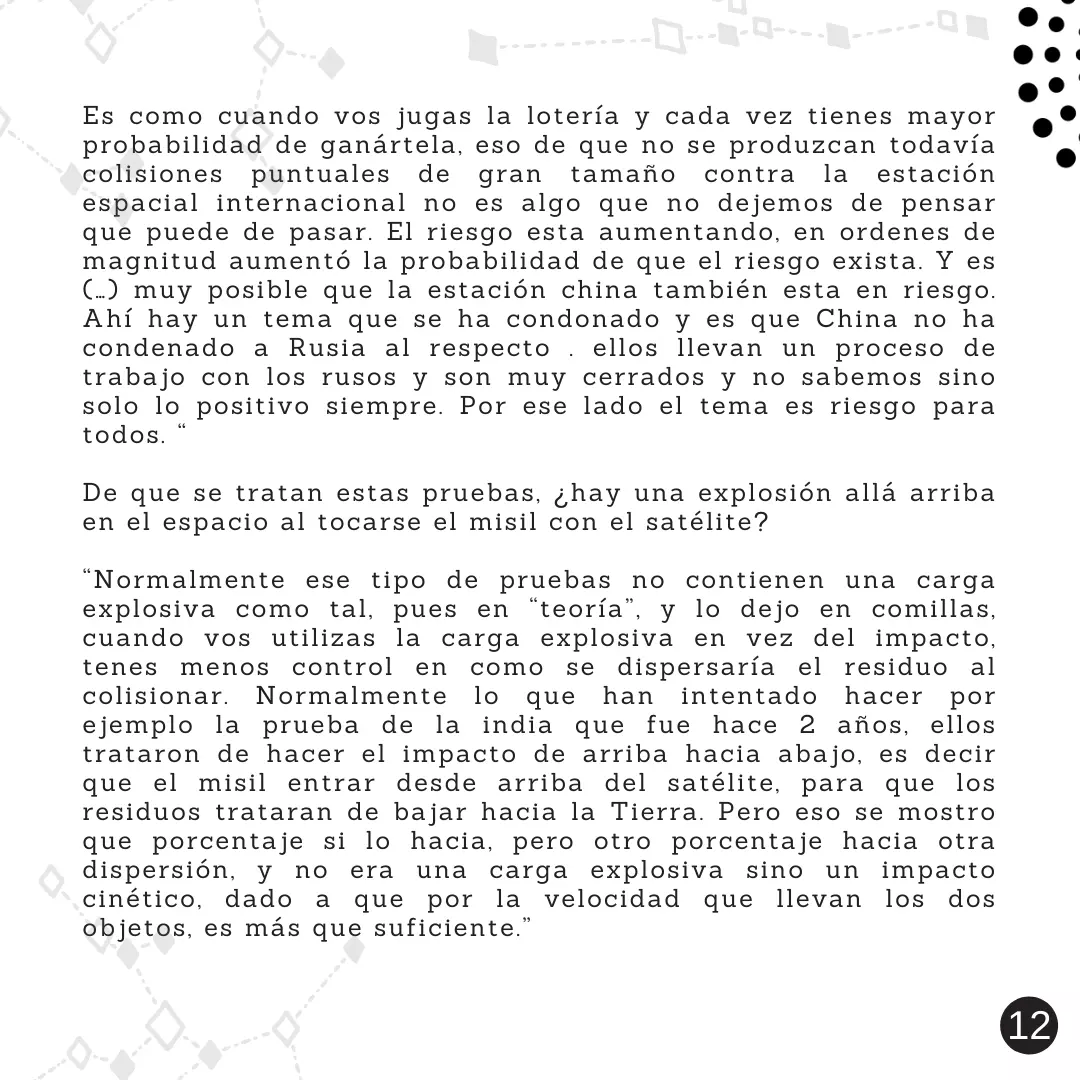 Es como cuando vos jugas la lotería y cada vez tienes mayor
probabilidad de ganártela, eso de que no se produzcan todavía
colisiones puntuales de gran tamaño contra la estación
espacial internacional no es algo que no dejemos de pensar
que puede de pasar. El riesgo esta aumentando, en ordenes de
magnitud aumentó la probabilidad de que el riesgo exista. Y es
(…) muy posible que la estación china también esta en riesgo.
Ahí hay un tema que se ha condonado y es que China no ha
condenado a Rusia al respecto . ellos llevan un proceso de
trabajo con los rusos y son muy cerrados y no sabemos sino
solo lo positivo siempre. Por ese lado el tema es riesgo para
todos. “
De que se tratan estas pruebas, ¿hay una explosión allá arriba
en el espacio al tocarse el misil con el satélite?
“Normalmente ese tipo de pruebas no contienen una carga
explosiva como tal, pues en “teoría”, y lo dejo en comillas,
cuando vos utilizas la carga explosiva en vez del impacto,
tenes menos control en como se dispersaría el residuo al
colisionar. Normalmente lo que han intentado hacer por
ejemplo la prueba de la india que fue hace 2 años, ellos
trataron de hacer el impacto de arriba hacia abajo, es decir
que el misil entrar desde arriba del satélite, para que los
residuos trataran de bajar hacia la Tierra. Pero eso se mostro
que porcentaje si lo hacia, pero otro porcentaje hacia otra
dispersión, y no era una carga explosiva sino un impacto
cinético, dado a que por la velocidad que llevan los dos
objetos, es más que suficiente.”
12